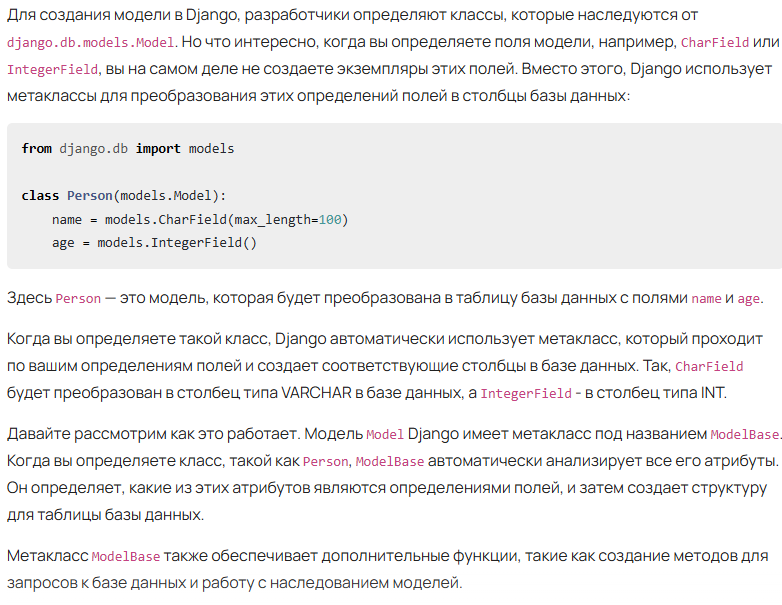 Для создания модели в Django, разработчики определяют классы, которые наследуются от
django.db.models.Model. Но что интересно, когда вы определяете поля модели, например, CharField или
IntegerField, вы на самом деле не создаете экземпляры этих полей. Вместо этого, Django использует
метаклассы для преобразования этих определений полей в столбцы базы данных:
from django.db import models
class Person(models.Model):
    name = models.CharField(max_length=100)
    age = models.IntegerField()
Здесь Person — это модель, которая будет преобразована в таблицу базы данных с полями name и age.
Когда вы определяете такой класс, Django автоматически использует метакласс, который проходит
по вашим определениям полей и создает соответствующие столбцы в базе данных. Так, CharField
будет преобразован в столбец типа VARCHAR в базе данных, а IntegerField - в столбец типа INT.
Давайте рассмотрим как это работает. Модель Model Django имеет метакласс под названием ModelBase.
Когда вы определяете класс, такой как Person, ModelBase автоматически анализирует все его атрибуты.
Он определяет, какие из этих атрибутов являются определениями полей, и затем создает структуру
для таблицы базы данных.
Метакласс ModelBase также обеспечивает дополнительные функции, такие как создание методов для
запросов к базе данных и работу с наследованием моделей.